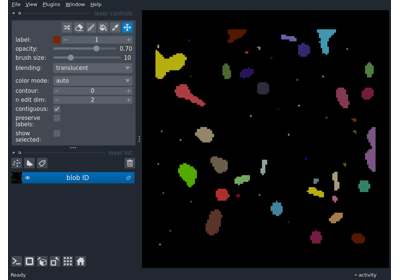 File View Plugins Window Help
layer controls
label: 1
opacity: 0.70
brush size: 10
blending: translucent
color mode: auto
contour: 0
n edit dim: 2
contiguous:
preserve
labels:
show
selected:
layer list
blob ID
Ready
activity